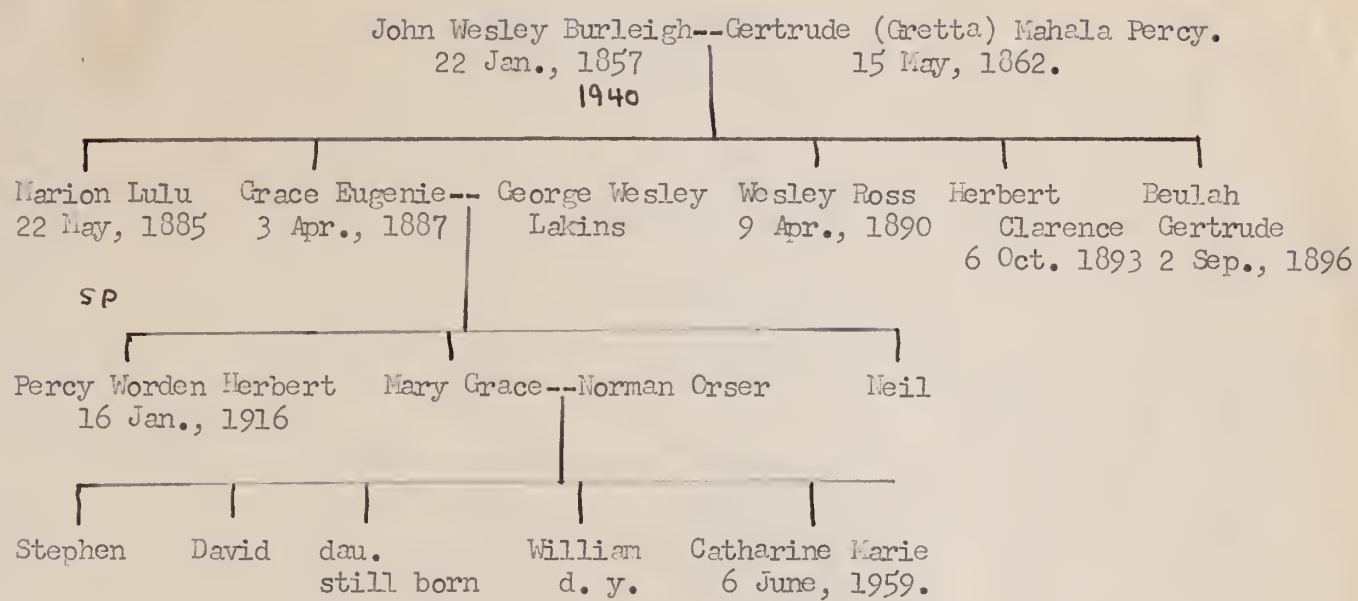 John Wesley Burleigh--Gertrude (Gretta) Mahala Percy.
22 Jan., 1857 15 May, 1862.
1940
Marion Lulu Grace Eugenie-- George Wesley Wesley Ross Herbert Beulah
22 May, 1885 3 Apr., 1887 Lakins 9 Apr., 1890 Clarence Gertrude
6 Oct. 1893 2 Sep., 1896
SP
Percy Worden Herbert Mary Grace--Norman Orser Neil
16 Jan., 1916
Stephen David dau. William Catharine Marie
still born d. y. 6 June, 1959.